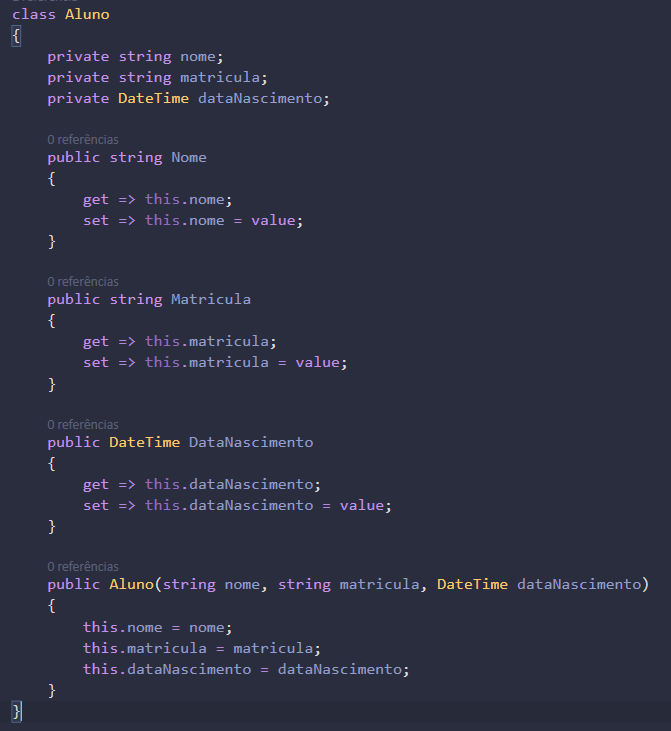 class Aluno
{
    private string nome;
    private string matricula;
    private DateTime dataNascimento;

    0 referências
    public string Nome
    {
        get => this.nome;
        set => this.nome = value;
    }

    0 referências
    public string Matricula
    {
        get => this.matricula;
        set => this.matricula = value;
    }

    0 referências
    public DateTime DataNascimento
    {
        get => this.dataNascimento;
        set => this.dataNascimento = value;
    }

    0 referências
    public Aluno(string nome, string matricula, DateTime dataNascimento)
    {
        this.nome = nome;
        this.matricula = matricula;
        this.dataNascimento = dataNascimento;
    }
}